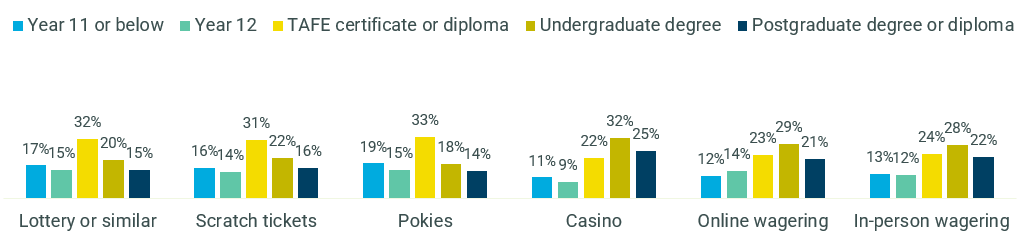 Year 11 or below Year 12 TAFE certificate or diploma Undergraduate degree Postgraduate degree or diploma
17% 15% 32% 20% 15% 16% 14% 31% 22% 16% 19% 15% 33% 18% 14% 11% 9% 22% 32% 25% 12% 14% 23% 29% 21% 13% 12% 24% 28% 22%
Lottery or similar Scratch tickets Pokies Casino Online wagering In-person wagering